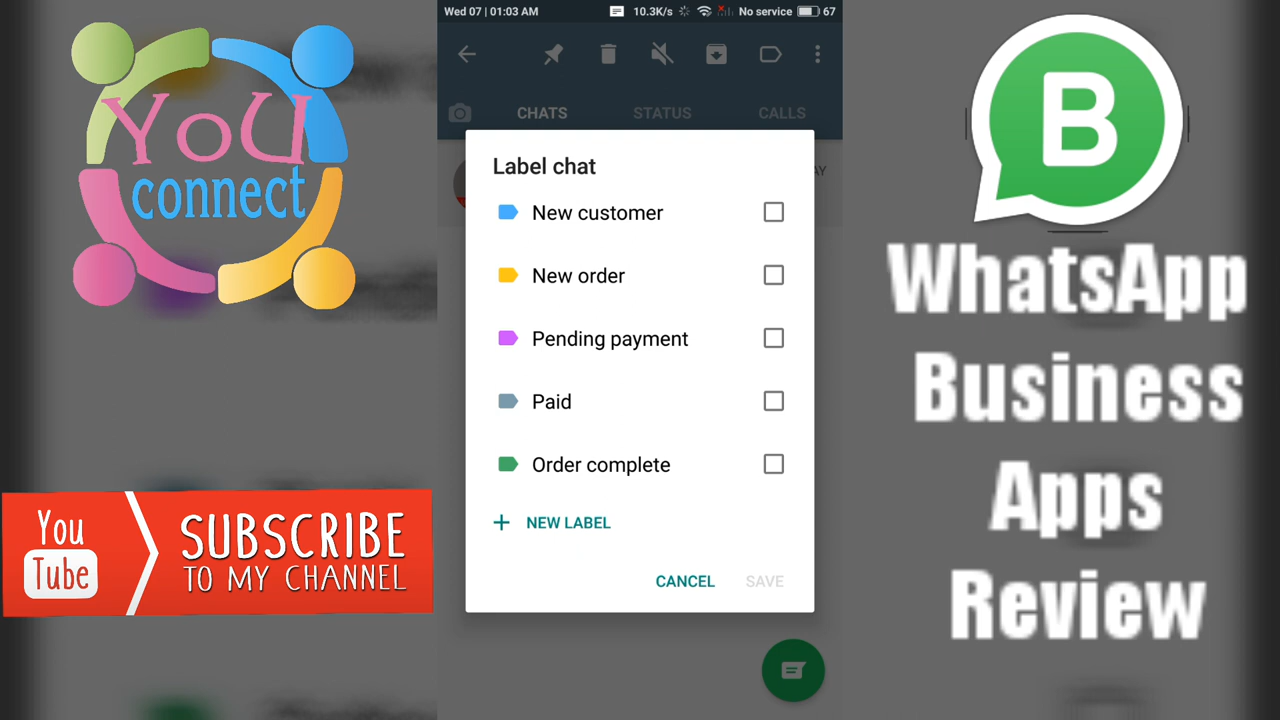 YoU
connect
You
Tube
SUBSCRIBE
TO MY CHANNEL
Wed 07 | 01:03 AM 10.3K/s No service 67
CHATS STATUS CALLS
AY
Label chat
New customer
New order
Pending payment
Paid
Order complete
+ NEW LABEL
CANCEL SAVE
B
WhatsApp
Business
Apps
Review